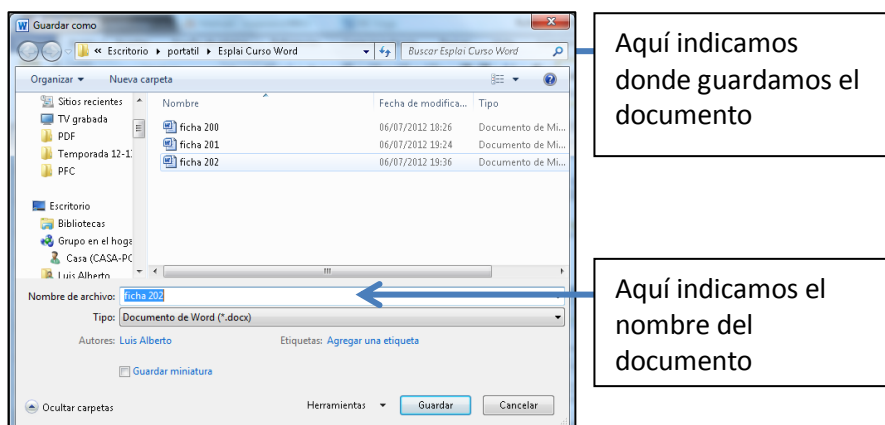 Guardar como
« Escritorio ▸ portatil ▸ Esplai Curso Word
Buscar Esplai Curso Word
Aquí indicamos
donde guardamos el
documento
Organizar
Nueva carpeta
Sitios recientes
TV grabada
PDF
Temporada 12-1
PFC
Escritorio
Bibliotecas
Grupo en el hoga
Casa (CASA-PC
Luis Alberto
Nombre
Fecha de modifica...
Tipo
ficha 200
06/07/2012 18:26
Documento de Mi...
ficha 201
06/07/2012 19:24
Documento de Mi...
ficha 202
06/07/2012 19:36
Documento de Mi...
Nombre de archivo: ficha 202
Tipo: Documento de Word (*.docx)
Autores: Luis Alberto
Etiquetas: Agregar una etiqueta
Guardar miniatura
Ocultar carpetas
Herramientas
Guardar
Cancelar
Aquí indicamos el
nombre del
documento